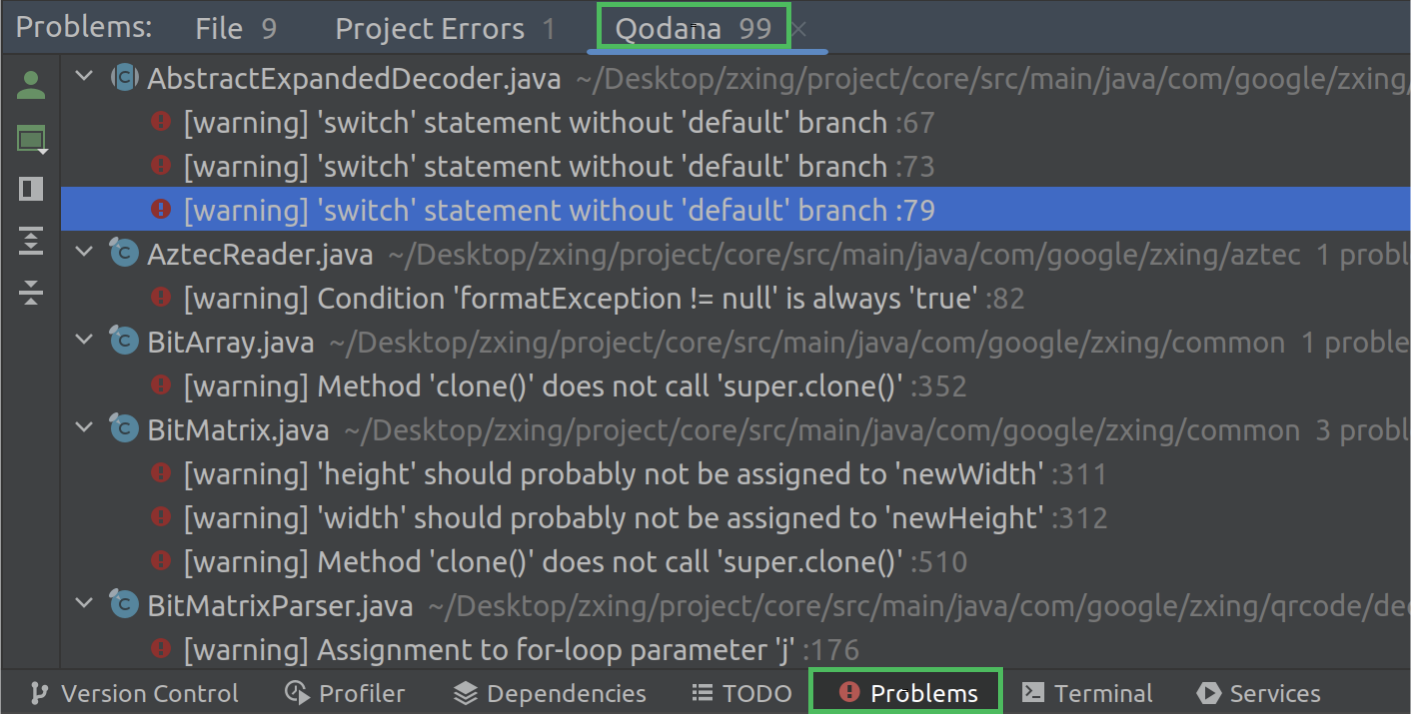 Problems: File 9 Project Errors 1 Qodana 99
AbstractExpandedDecoder.java ~/Desktop/zxing/project/core/src/main/java/com/google/zxing/
[warning] 'switch' statement without 'default' branch :67
[warning] 'switch' statement without 'default' branch :73
[warning] 'switch' statement without 'default' branch :79
AztecReader.java ~/Desktop/zxing/project/core/src/main/java/com/google/zxing/aztec 1 probl
[warning] Condition 'formatException != null' is always 'true' :82
BitArray.java ~/Desktop/zxing/project/core/src/main/java/com/google/zxing/common 1 proble
[warning] Method 'clone()' does not call 'super.clone()' :352
BitMatrix.java ~/Desktop/zxing/project/core/src/main/java/com/google/zxing/common 3 probl
[warning] 'height' should probably not be assigned to 'newWidth' :311
[warning] 'width' should probably not be assigned to 'newHeight' :312
[warning] Method 'clone()' does not call 'super.clone()' :510
BitMatrixParser.java ~/Desktop/zxing/project/core/src/main/java/com/google/zxing/qrcode/de
[warning] Assignment to for-loop parameter 'j' :176
Version Control Profiler Dependencies TODO Problems Terminal Services